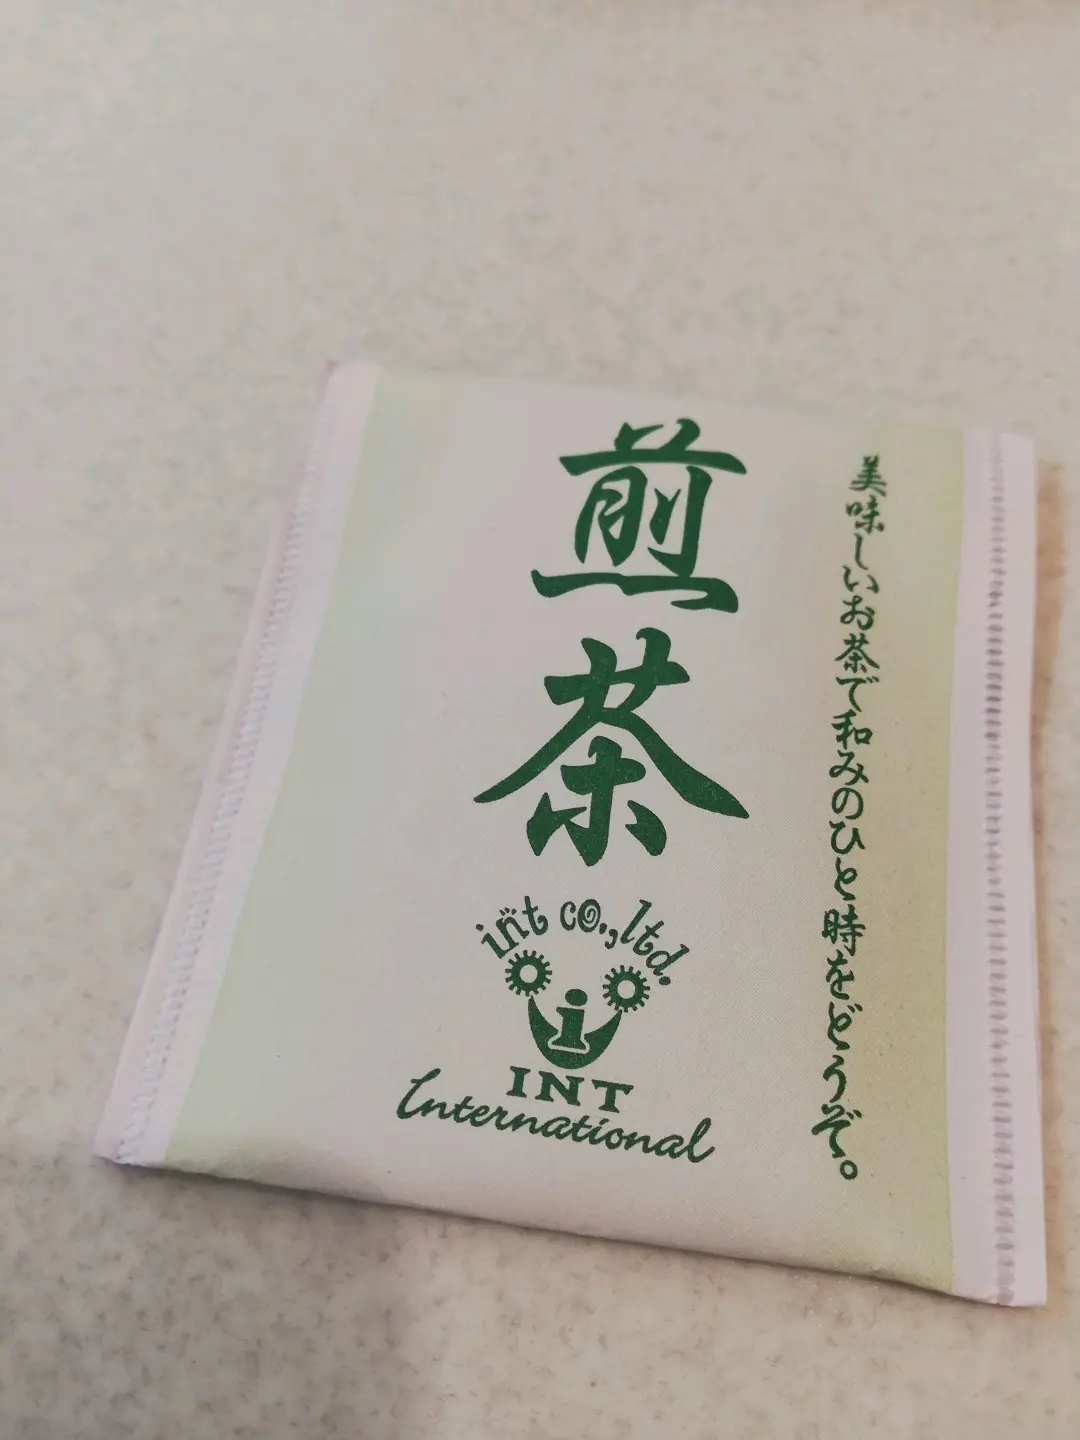 美味しいお茶で和みのひと時をどうぞ。
煎茶
int co.,ltd.
i
INT
International